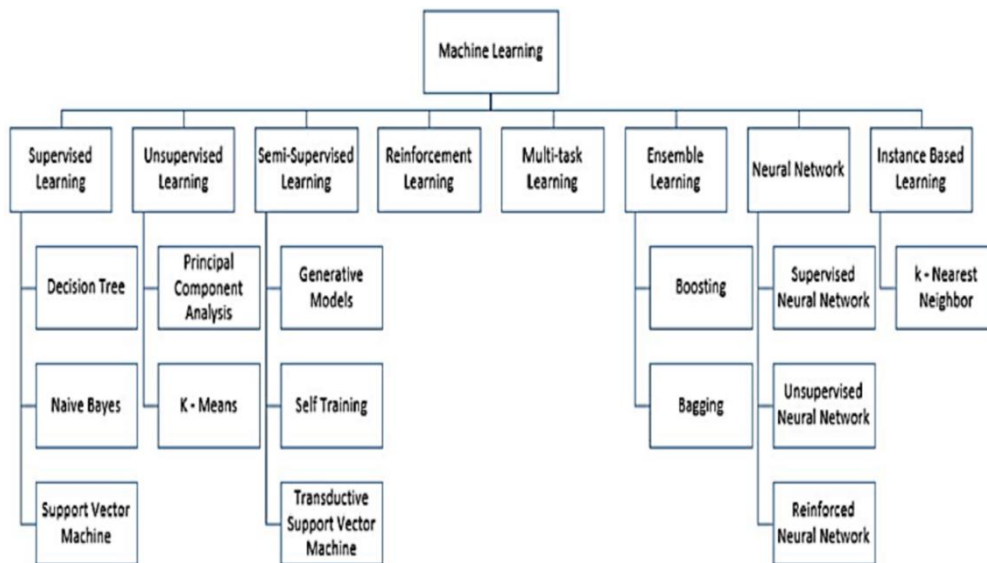 Machine Learning
Supervised
Learning
Unsupervised
Learning
Semi-Supervised
Learning
Reinforcement
Learning
Multi-task
Learning
Ensemble
Learning
Neural Network
Instance Based
Learning
Decision Tree
Principal
Component
Analysis
Generative
Models
Boosting
Supervised
Neural Network
k - Nearest
Neighbor
Naive Bayes
K - Means
Self Training
Bagging
Unsupervised
Neural Network
Support Vector
Machine
Transductive
Support Vector
Machine
Reinforced
Neural Network